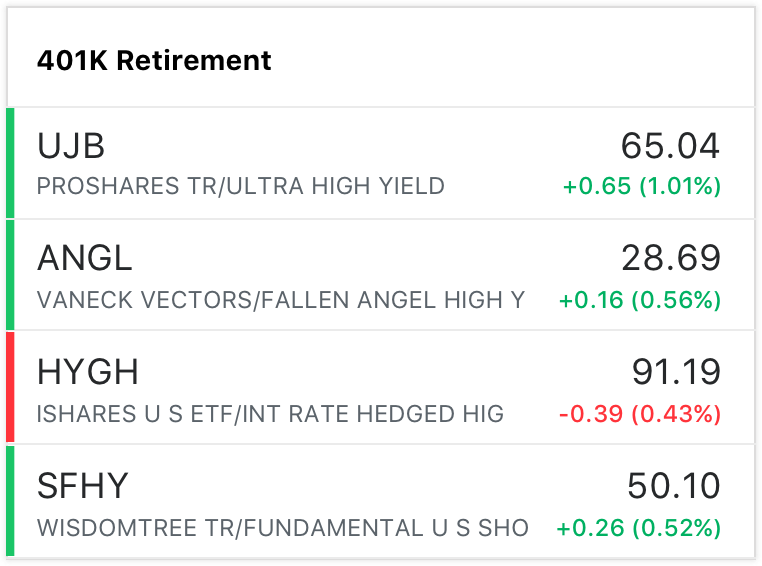 401K Retirement
UJB 65.04
PROSHARES TR/ULTRA HIGH YIELD +0.65 (1.01%)
ANGL 28.69
VANECK VECTORS/FALLEN ANGEL HIGH Y +0.16 (0.56%)
HYGH 91.19
ISHARES U S ETF/INT RATE HEDGED HIG -0.39 (0.43%)
SFHY 50.10
WISDOMTREE TR/FUNDAMENTAL U S SHO +0.26 (0.52%)